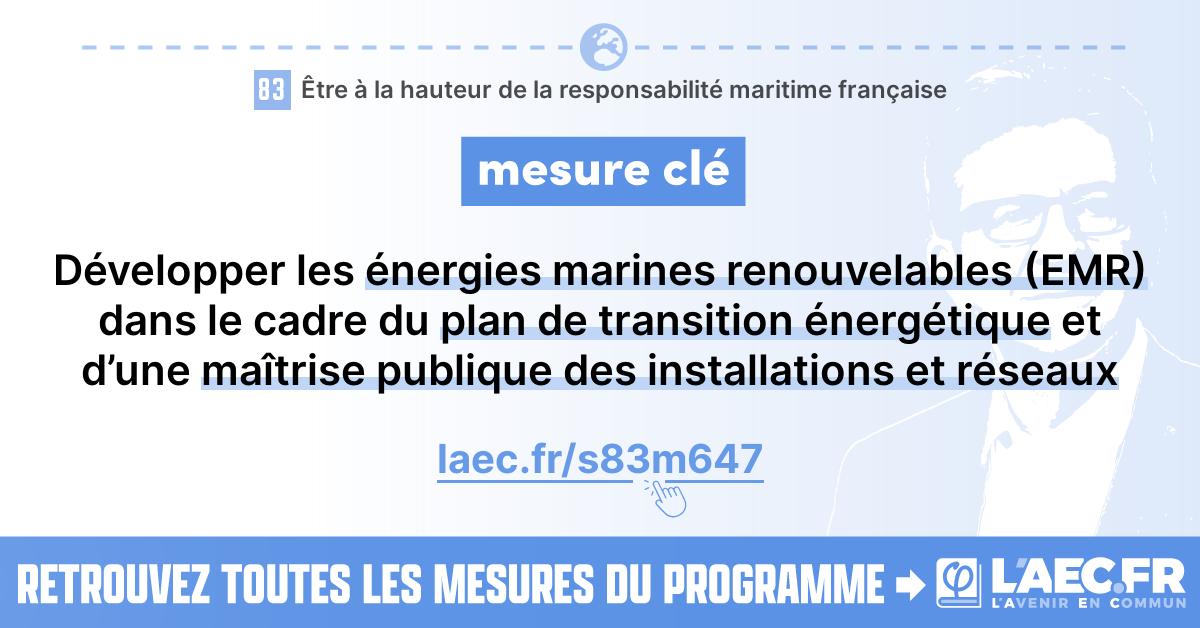 83 Être à la hauteur de la responsabilité maritime française
mesure clé
Développer les énergies marines renouvelables (EMR)
dans le cadre du plan de transition énergétique et
d’une maîtrise publique des installations et réseaux
laec.fr/s83m647
RETROUVEZ TOUTES LES MESURES DU PROGRAMME
φ L'AEC.FR
L'AVENIR EN COMMUN